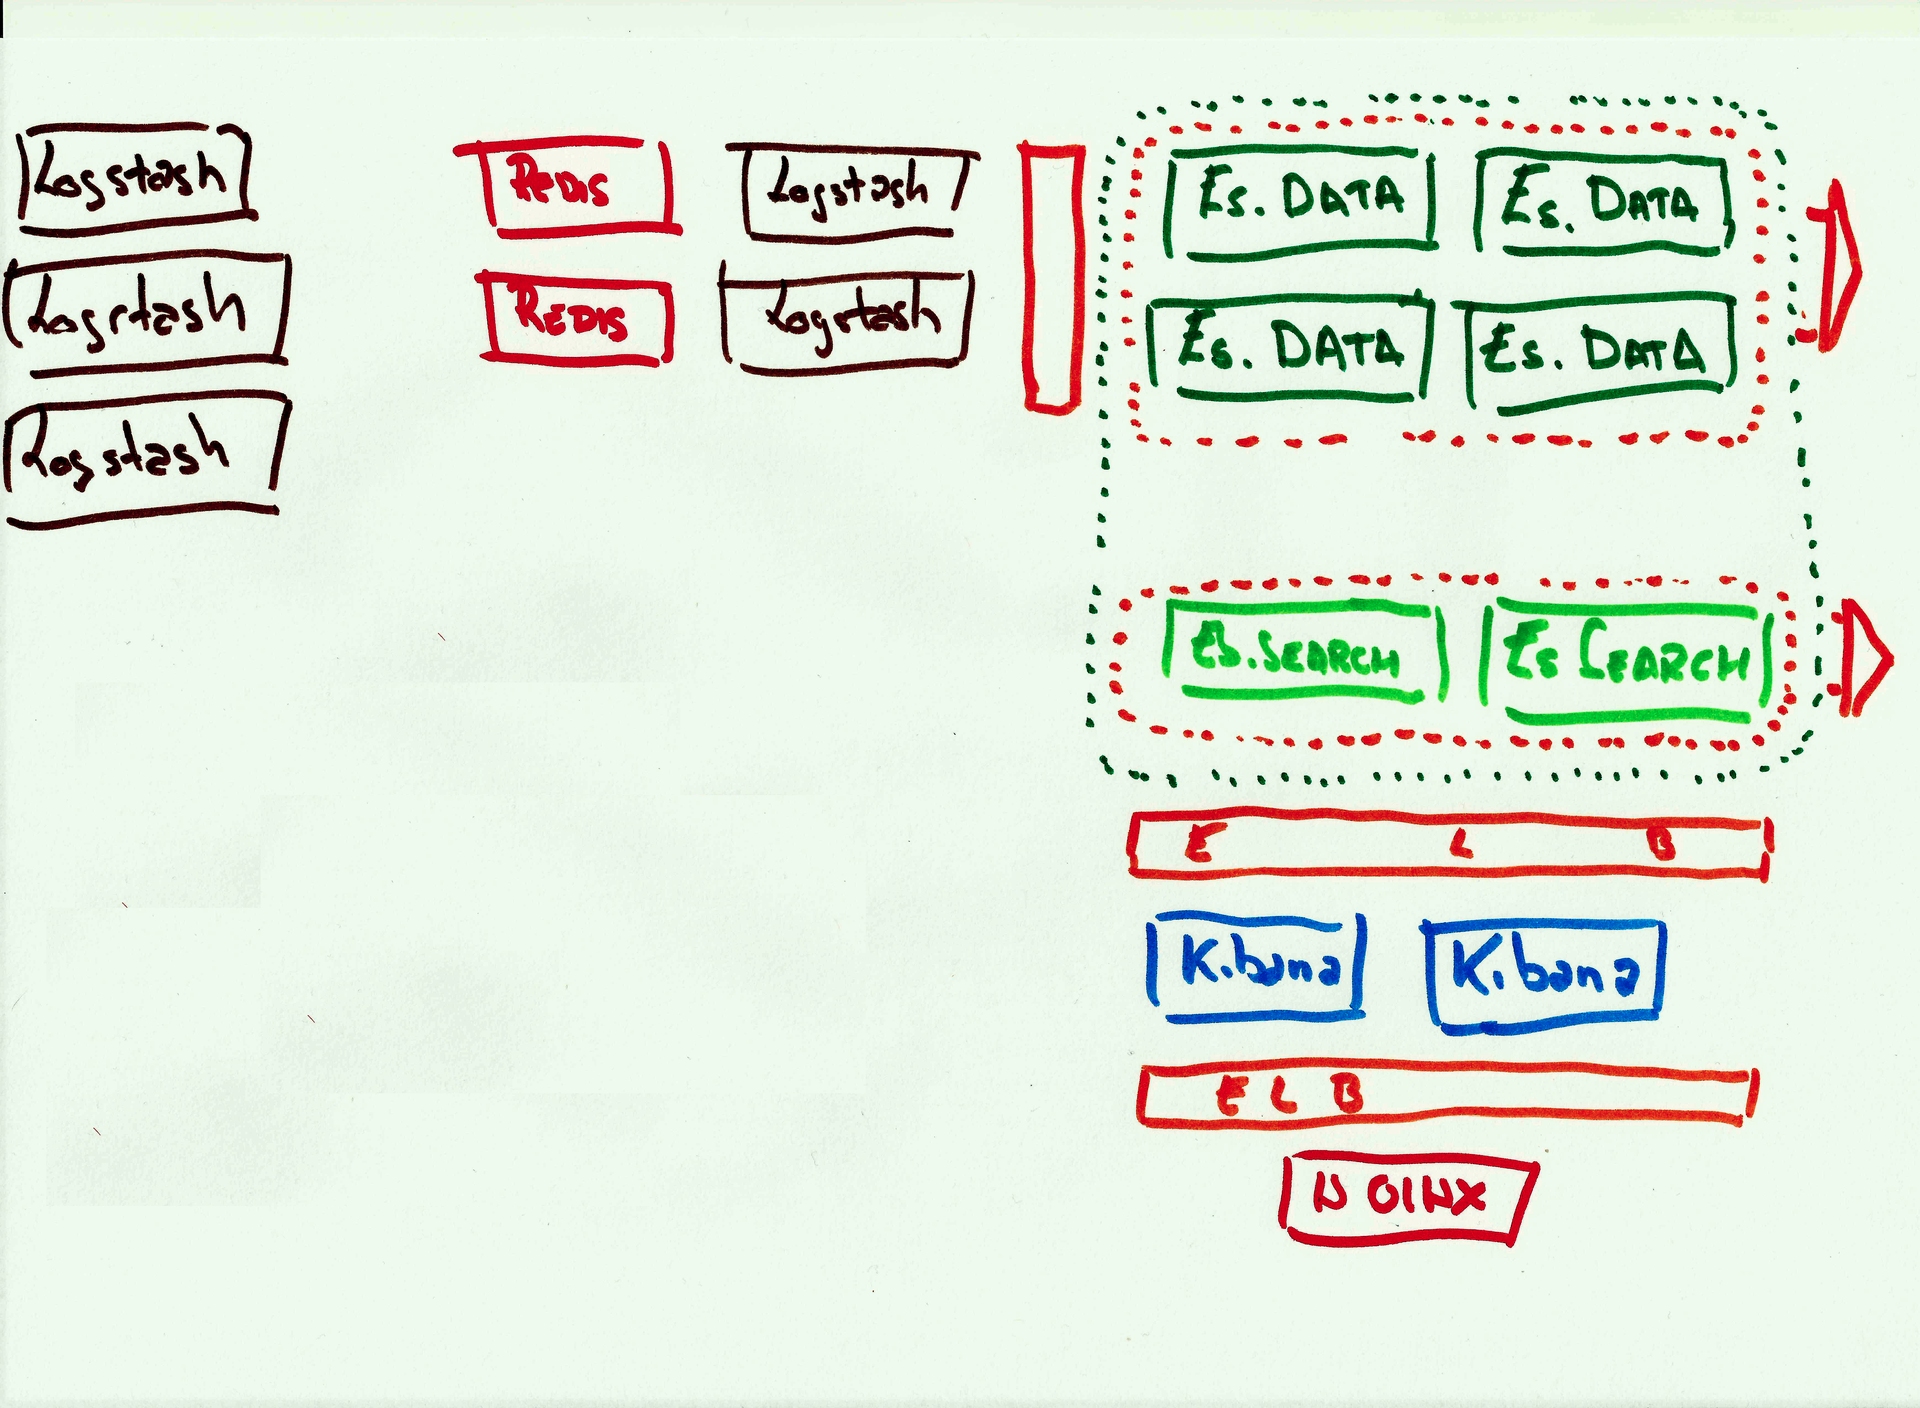 Logstash
Redis
Logstash
Es. DATA
Es. DATA
Logstash
Redis
Logstash
Es. DATA
Es. DATA
Logstash
Es. SEARCH
Es SEARCH
E L B
Kibana
Kibana
E L B
NGINX